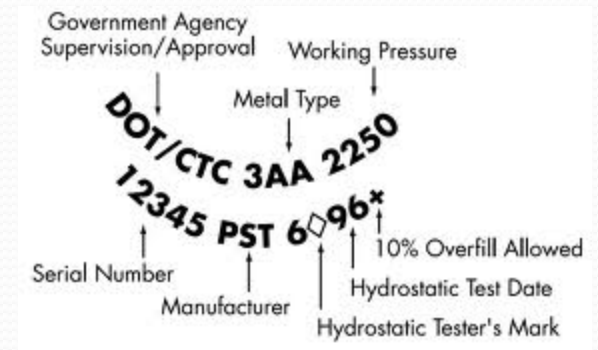 Government Agency
Supervision/Approval
Working Pressure
Metal Type
DOT/CTC 3AA 2250
12345 PST 6◇96+
10% Overfill Allowed
Serial Number
Hydrostatic Test Date
Manufacturer
Hydrostatic Tester's Mark